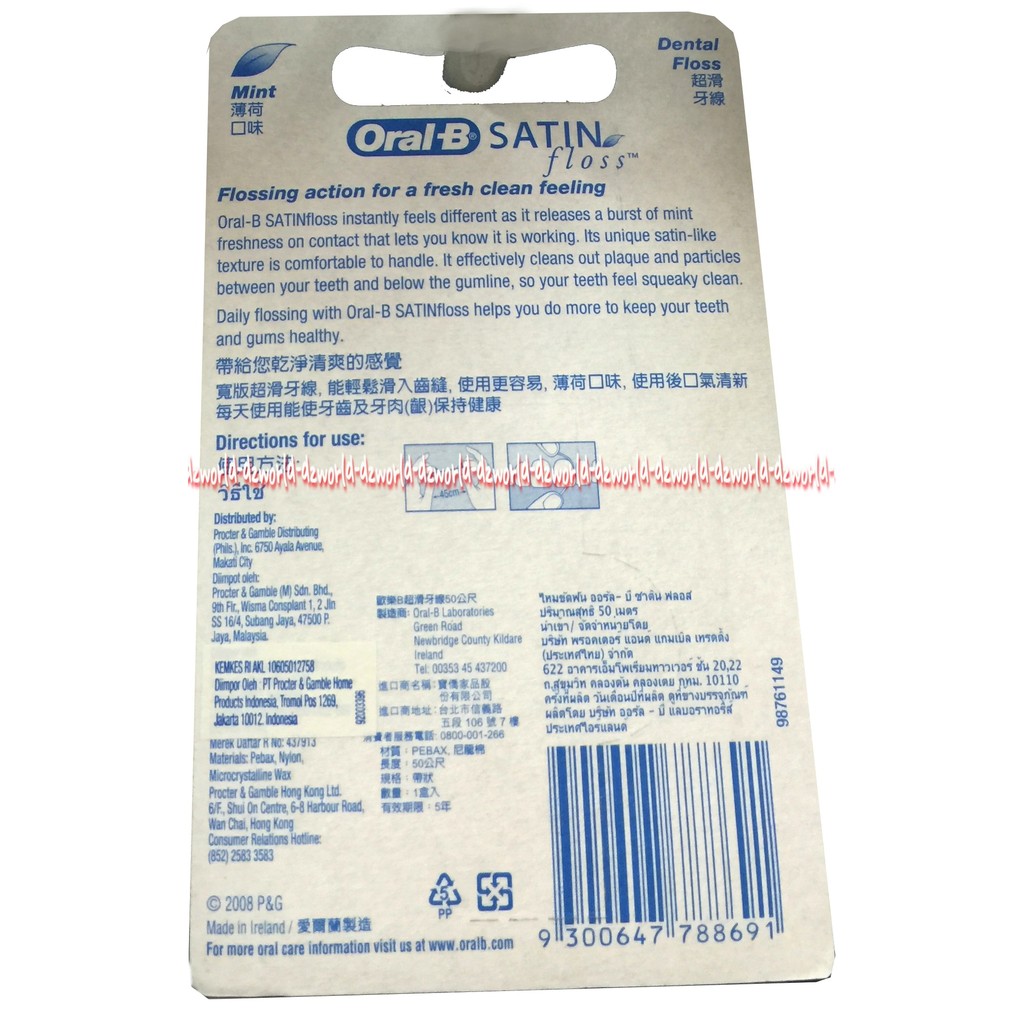 Mint
薄荷
口味
Dental
Floss
超滑
牙線
Oral-B® SATIN
floss™
Flossing action for a fresh clean feeling
Oral-B SATINfloss instantly feels different as it releases a burst of mint
freshness on contact that lets you know it is working. Its unique satin-like
texture is comfortable to handle. It effectively cleans out plaque and particles
between your teeth and below the gumline, so your teeth feel squeaky clean.
Daily flossing with Oral-B SATINfloss helps you do more to keep your teeth
and gums healthy.
帶給您乾淨清爽的感覺
寬版超滑牙線, 能輕鬆滑入齒縫, 使用更容易, 薄荷口味, 使用後口氣清新
每天使用能使牙齒及牙肉(齦)保持健康
Directions for use:
使用方法:
dzworld-dzworld-dzworld-dzworld-dzworld-dzworld-dzworld-dzworld-
วิธีใช้
45cm
Distributed by:
Procter & Gamble Distributing
(Phils.), Inc. 6750 Ayala Avenue,
Makati City
Diimpot oleh:
Procter & Gamble (M) Sdn. Bhd.,
9th Flr., Wisma Consplant 1, 2 Jln
SS 16/4, Subang Jaya, 47500 P.
Jaya, Malaysia.
KEMKES RI AKL 10605012758
Diimpor Oleh : PT Procter & Gamble Home
Products Indonesia, Tromol Pos 1269,
Jakarta 10012. Indonesia
92003396
Merek Daftar R No: 437913
Materials: Pebax, Nylon,
Microcrystalline Wax
Procter & Gamble Hong Kong Ltd.
6/F., Shui On Centre, 6-8 Harbour Road,
Wan Chai, Hong Kong
Consumer Relations Hotline:
(852) 2583 3583
歐樂B超滑牙線50公尺
製造商: Oral-B Laboratories
Green Road
Newbridge County Kildare
Ireland
Tel: 00353 45 437200
進口商名稱: 寶僑家品股
份有限公司
進口商地址: 台北市信義路
五段 106 號 7 樓
消費者服務電話: 0800-001-266
材質: PEBAX, 尼龍棉
長度: 50公尺
規格: 帶狀
數量: 1盒入
有效期限: 5年
ไหมขัดฟัน ออรัล- บี ซาติน ฟลอส
ปริมาณสุทธิ 50 เมตร
นำเข้า/ จัดจำหน่ายโดย
บริษัท พรอคเตอร์ แอนด์ แกมเบิล เทรดดิ้ง
(ประเทศไทย) จำกัด
622 อาคารเอ็มโพเรียมทาวเวอร์ ชั้น 20,22
ถ.สุขุมวิท คลองตัน คลองเตย กทม. 10110
ครั้งที่ผลิต วันเดือนปีที่ผลิต ดูที่ข้างบรรจุภัณฑ์
ผลิตโดย บริษัท ออรัล - บี แลบอราทอรีส์
ประเทศไอร์แลนด์
98761149
© 2008 P&G
Made in Ireland / 愛爾蘭製造
For more oral care information visit us at www.oralb.com
5
PP
9 300647 788691